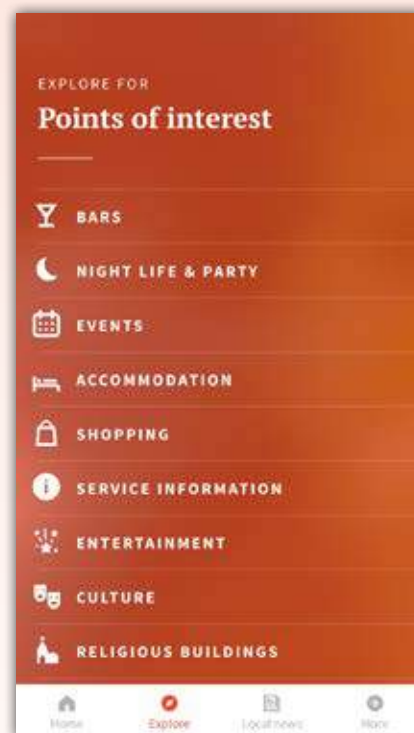 EXPLORE FOR
Points of interest
BARS
NIGHT LIFE & PARTY
EVENTS
ACCOMMODATION
SHOPPING
SERVICE INFORMATION
ENTERTAINMENT
CULTURE
RELIGIOUS BUILDINGS
Home
Explore
Local news
More